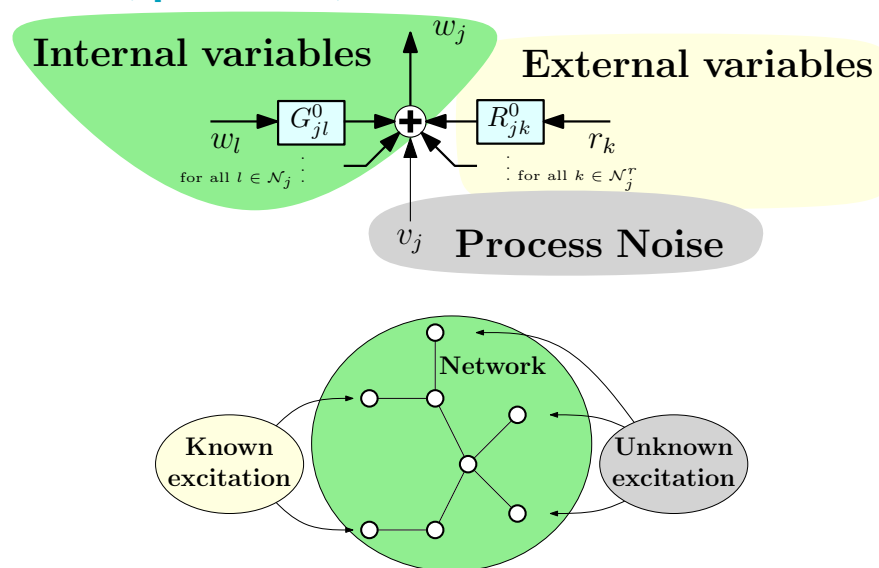 w_j
Internal variables
External variables
G^0_{jl}
R^0_{jk}
w_l
r_k
for all l ∈ 𝒩_j
for all k ∈ 𝒩^r_j
v_j
Process Noise
Network
Known
excitation
Unknown
excitation